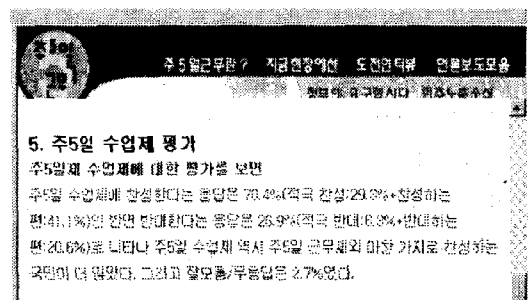 주5일근무란? 지금현장에선 도전인터뷰 언론보도모음
5. 주5일 수업제 평가
주5일제 수업제에 대한 평가를 보면
주5일 수업제에 찬성한다는 응답은 70.4%(적극 찬성:29.3%+찬성하는
편:41.1%)인 반면 반대한다는 응답은 26.9%(적극 반대:6.3%+반대하는
편:20.6%)로 나타나 주5일 수업제 역시 주5일 근무제와 마찬 가지로 찬성하는
국민이 더 많았다. 그리고 잘모름/무응답은 2.7%였다.